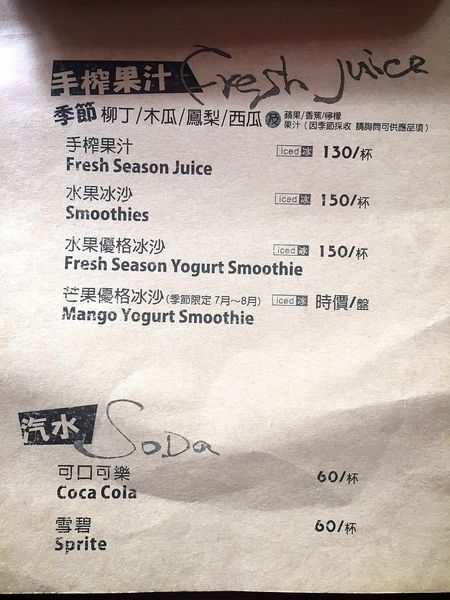 手榨果汁 Fresh Juice
季節 柳丁/木瓜/鳳梨/西瓜 及 蘋果/香蕉/檸檬
果汁(因季節採收 請詢問可供應品項)
手榨果汁 iced 冰 130/杯
Fresh Season Juice
水果冰沙 iced 冰 150/杯
Smoothies
水果優格冰沙 iced 冰 150/杯
Fresh Season Yogurt Smoothie
芒果優格冰沙(季節限定 7月~8月) iced 冰 時價/盤
Mango Yogurt Smoothie
汽水 SoDa
可口可樂 60/杯
Coca Cola
雪碧 60/杯
Sprite